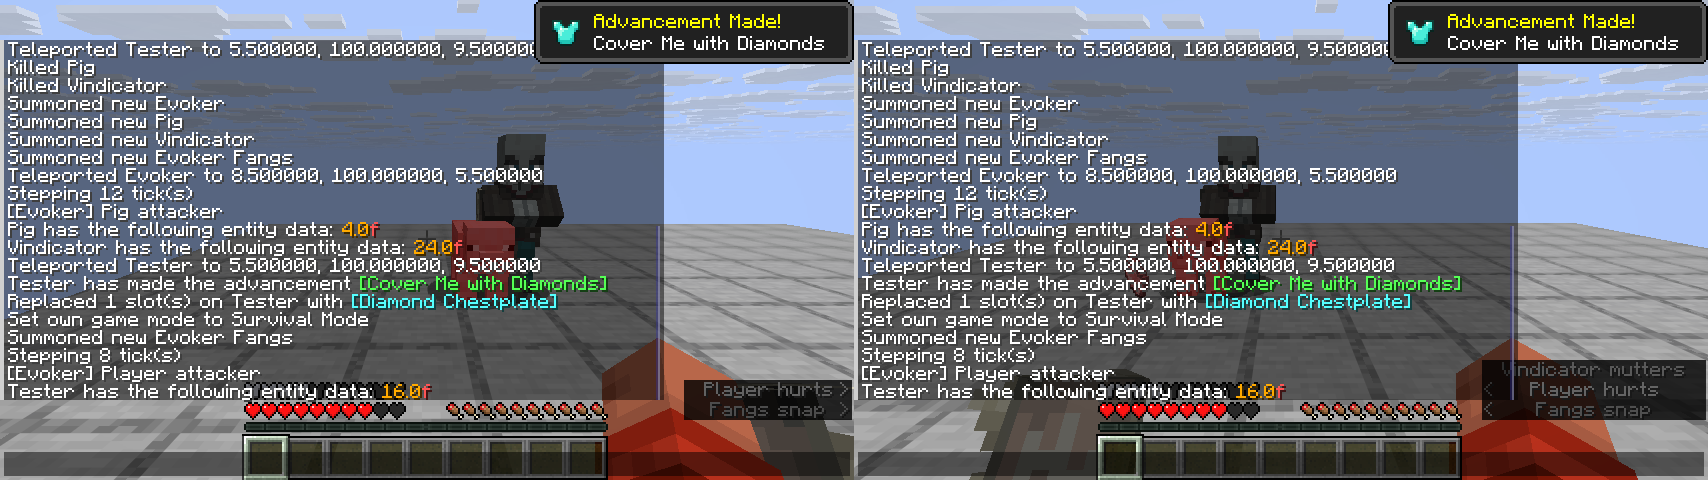 Advancement Made!
Cover Me with Diamonds
Teleported Tester to 5.500000, 100.000000, 9.500000
Killed Pig
Killed Vindicator
Summoned new Evoker
Summoned new Pig
Summoned new Vindicator
Summoned new Evoker Fangs
Teleported Evoker to 8.500000, 100.000000, 5.500000
Stepping 12 tick(s)
[Evoker] Pig attacker
Pig has the following entity data: 4.0f
Vindicator has the following entity data: 24.0f
Teleported Tester to 5.500000, 100.000000, 9.500000
Tester has made the advancement [Cover Me with Diamonds]
Replaced 1 slot(s) on Tester with [Diamond Chestplate]
Set own game mode to Survival Mode
Summoned new Evoker Fangs
Stepping 8 tick(s)
[Evoker] Player attacker
Tester has the following entity data: 16.0f
Player hurts >
Fangs snap >
Advancement Made!
Cover Me with Diamonds
Teleported Tester to 5.500000, 100.000000, 9.500000
Killed Pig
Killed Vindicator
Summoned new Evoker
Summoned new Pig
Summoned new Vindicator
Summoned new Evoker Fangs
Teleported Evoker to 8.500000, 100.000000, 5.500000
Stepping 12 tick(s)
[Evoker] Pig attacker
Pig has the following entity data: 4.0f
Vindicator has the following entity data: 24.0f
Teleported Tester to 5.500000, 100.000000, 9.500000
Tester has made the advancement [Cover Me with Diamonds]
Replaced 1 slot(s) on Tester with [Diamond Chestplate]
Set own game mode to Survival Mode
Summoned new Evoker Fangs
Stepping 8 tick(s)
[Evoker] Player attacker
Tester has the following entity data: 16.0f
Vindicator mutters
< Player hurts
< Fangs snap